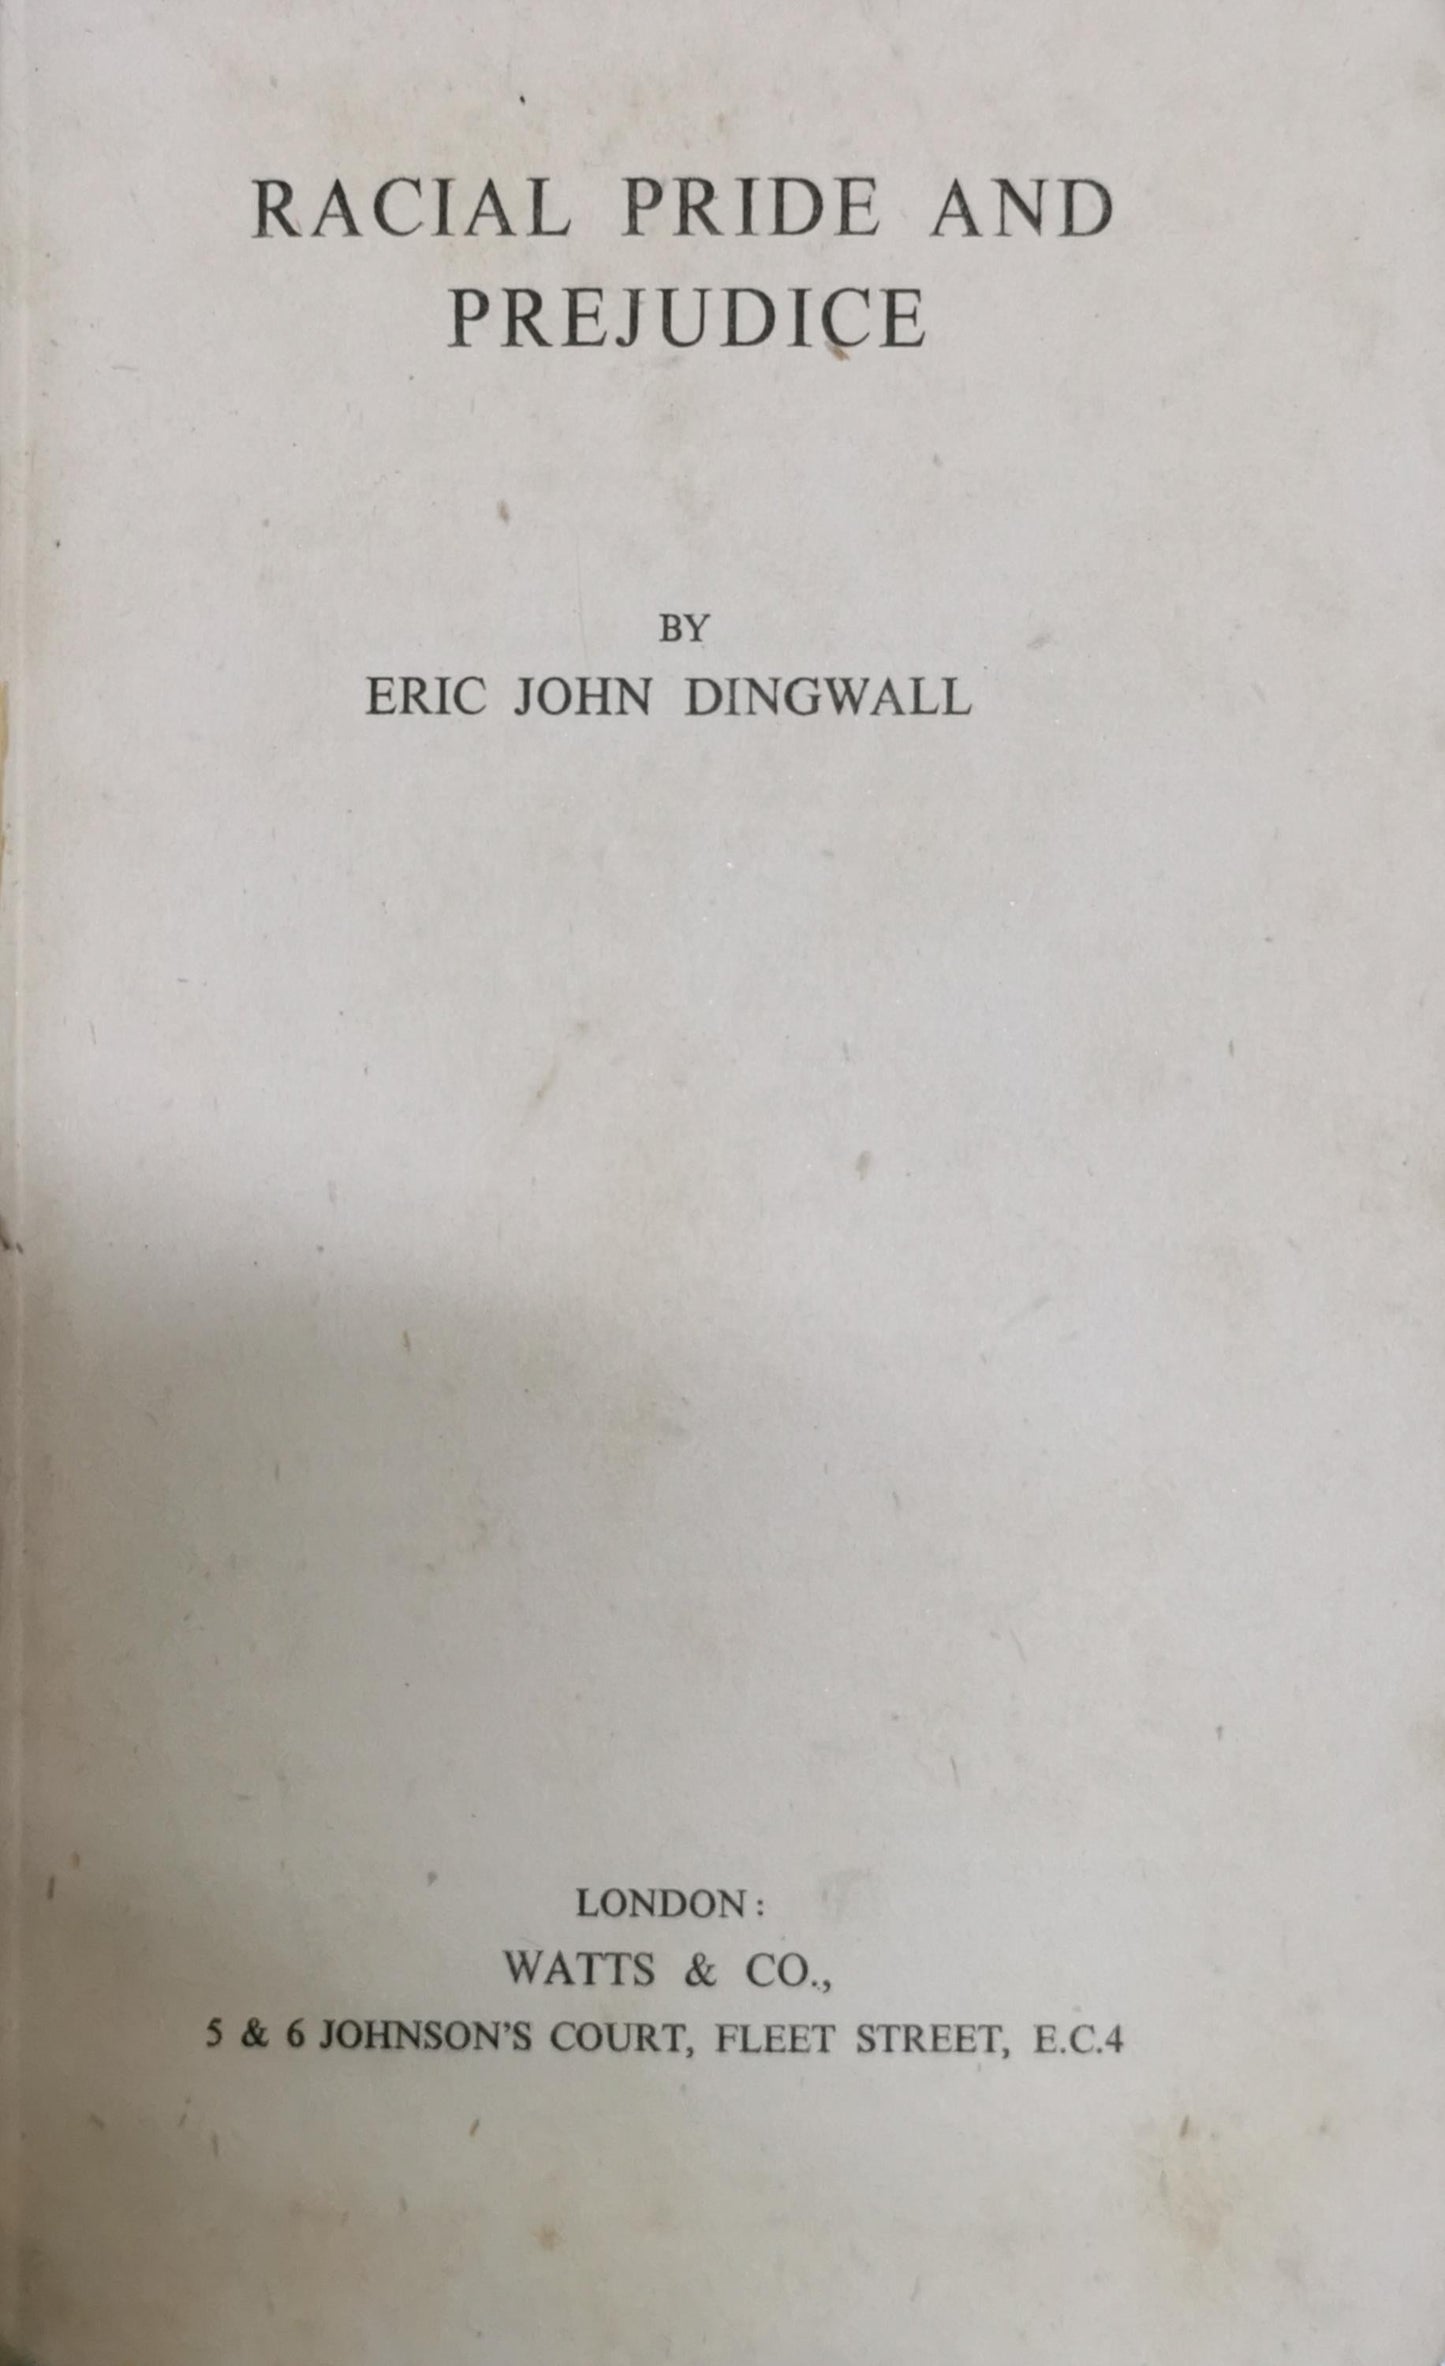 RACIAL PRIDE AND
PREJUDICE
BY
ERIC JOHN DINGWALL
LONDON:
WATTS & CO.,
5 & 6 JOHNSON'S COURT, FLEET STREET, E.C.4